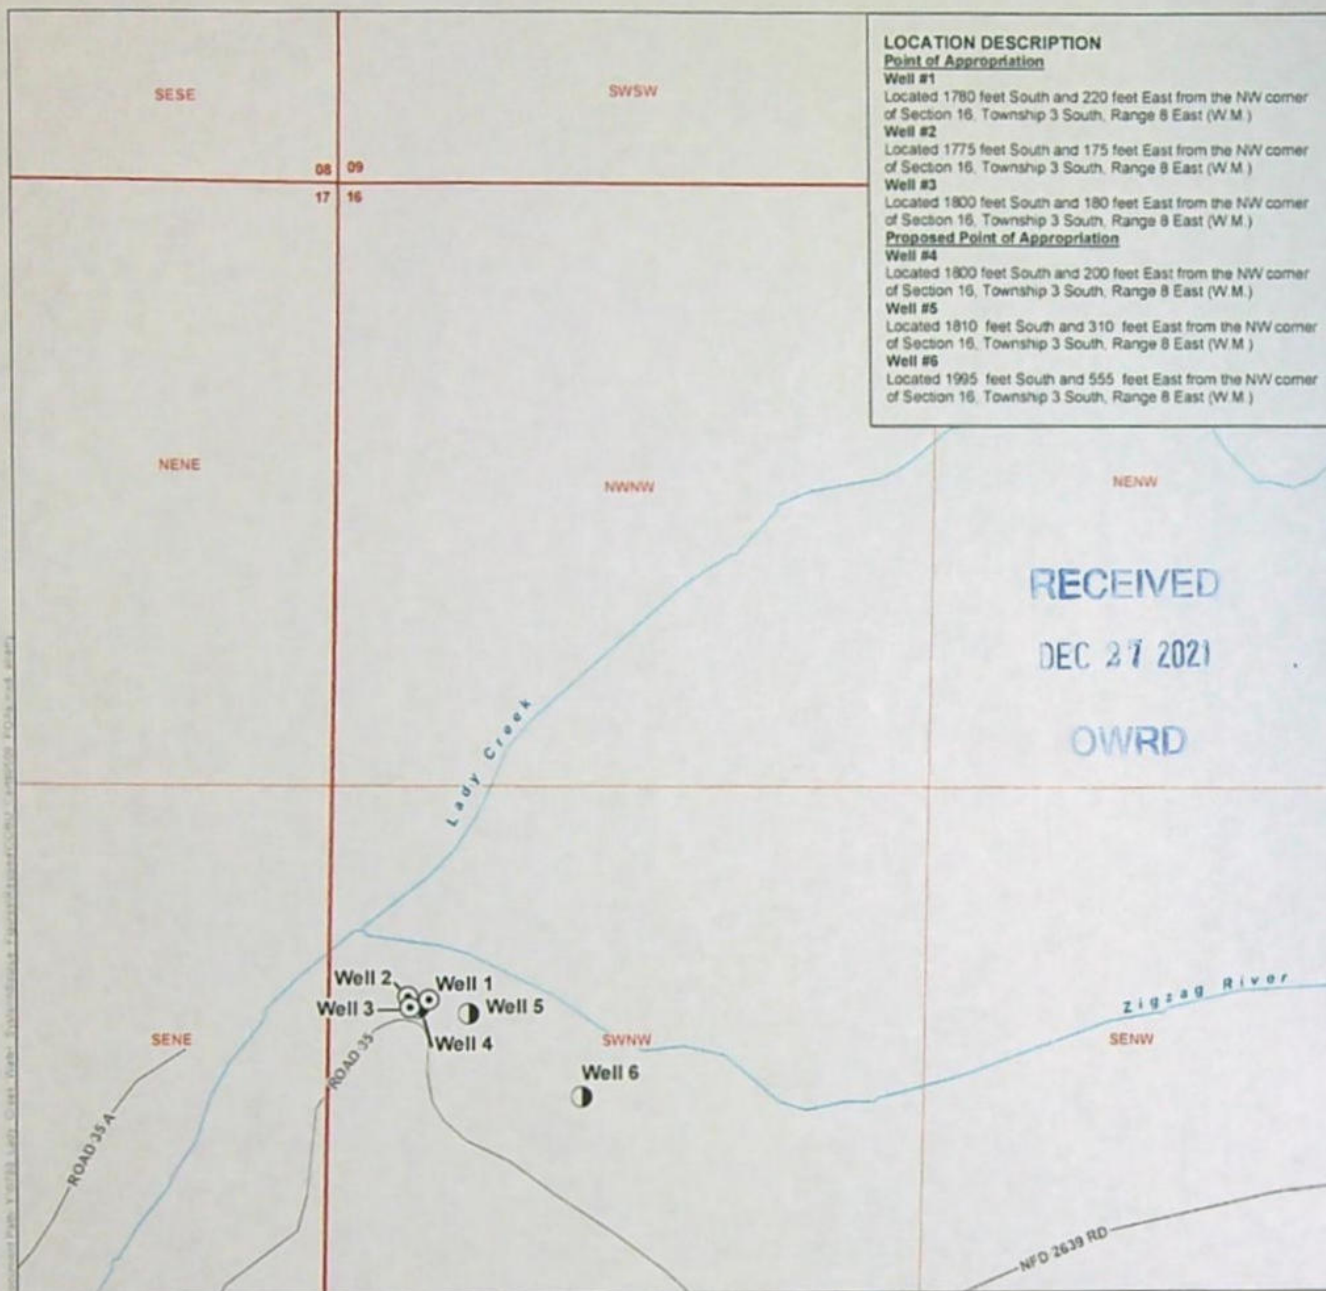 LOCATION DESCRIPTION
Point of Appropriation
Well #1
Located 1780 feet South and 220 feet East from the NW corner
of Section 16, Township 3 South, Range 8 East (W.M.)
Well #2
Located 1775 feet South and 175 feet East from the NW corner
of Section 16, Township 3 South, Range 8 East (W.M.)
Well #3
Located 1800 feet South and 180 feet East from the NW corner
of Section 16, Township 3 South, Range 8 East (W.M.)
Proposed Point of Appropriation
Well #4
Located 1800 feet South and 200 feet East from the NW corner
of Section 16, Township 3 South, Range 8 East (W.M.)
Well #5
Located 1810 feet South and 310 feet East from the NW corner
of Section 16, Township 3 South, Range 8 East (W.M.)
Well #6
Located 1995 feet South and 555 feet East from the NW corner
of Section 16, Township 3 South, Range 8 East (W.M.)
SESE
SWSW
08 09
17 16
NENE
NWNW
NENW
RECEIVED
DEC 27 2021
OWRD
Lady Creek
Well 2
Well 1
Well 3
Well 5
Well 4
Zigzag River
SENE
ROAD 35
SWNW
SENW
Well 6
ROAD 35 A
NFD 2639 RD